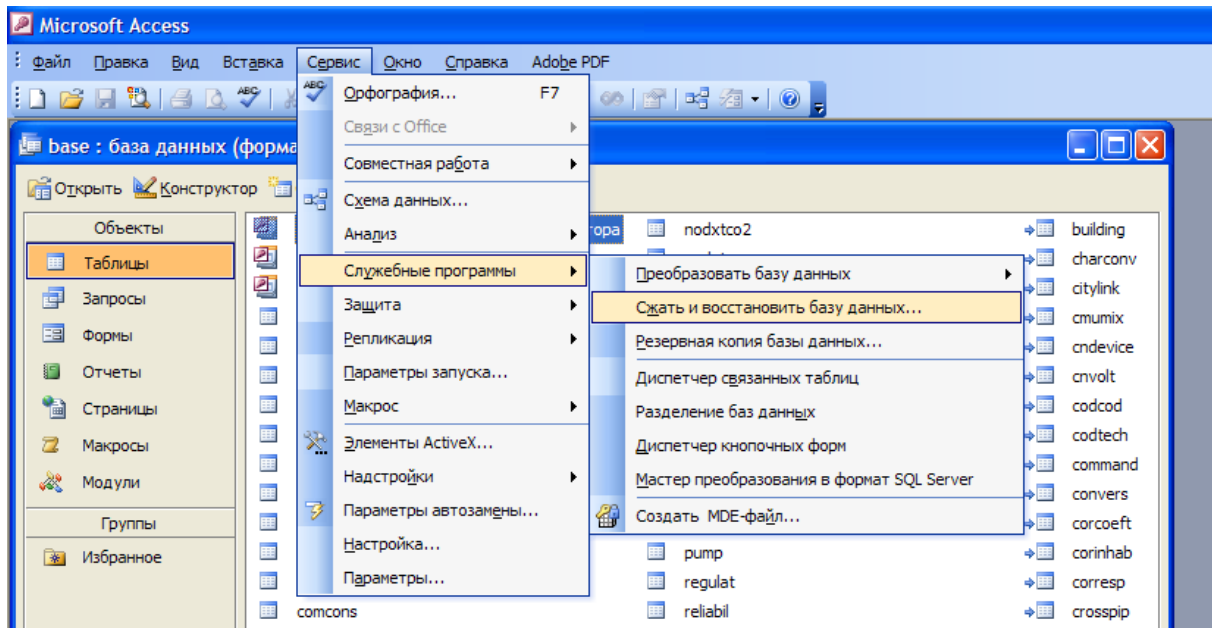 Microsoft Access
Файл Правка Вид Вставка Сервис Окно Справка Adobe PDF
base : база данных (форма
Открыть Конструктор
Объекты
Таблицы
Запросы
Формы
Отчеты
Страницы
Макросы
Модули
Группы
Избранное
Орфография... F7
Связи с Office
Совместная работа
Схема данных...
Анализ
Служебные программы
Защита
Репликация
Параметры запуска...
Макрос
Элементы ActiveX...
Надстройки
Параметры автозамены...
Настройка...
Параметры...
comcons
Преобразовать базу данных
Сжать и восстановить базу данных...
Резервная копия базы данных...
Диспетчер связанных таблиц
Разделение баз данных
Диспетчер кнопочных форм
Мастер преобразования в формат SQL Server
Создать MDE-файл...
nodxtco2
pump
regulat
reliabil
building
charconv
citylink
cmumix
cndevice
cnvolt
codcod
codtech
command
convers
corcoeft
corinhab
corresp
crosspip